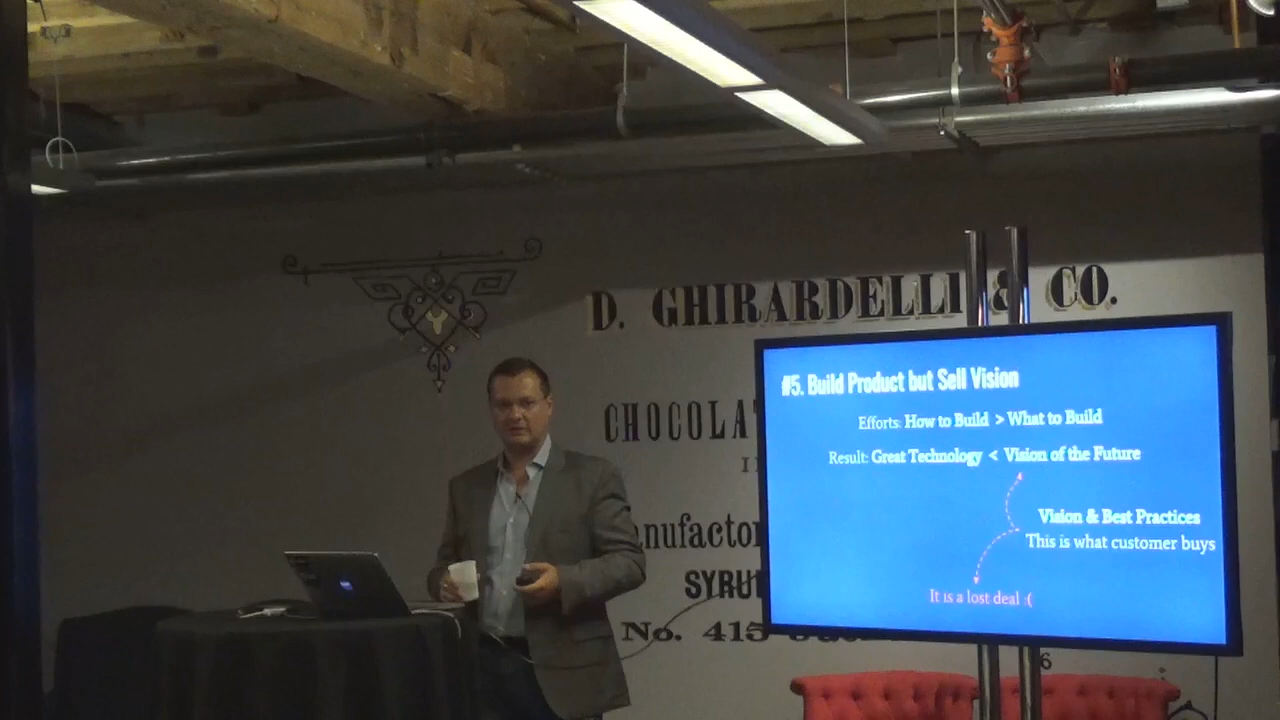 D. GHIRARDELLI & CO.
CHOCOLA
#5. Build Product but Sell Vision
Efforts: How to Build > What to Build
Result: Great Technology < Vision of the Future
Vision & Best Practices
This is what customer buys
It is a lost deal :(
anufactor
SYRU
No. 415
6